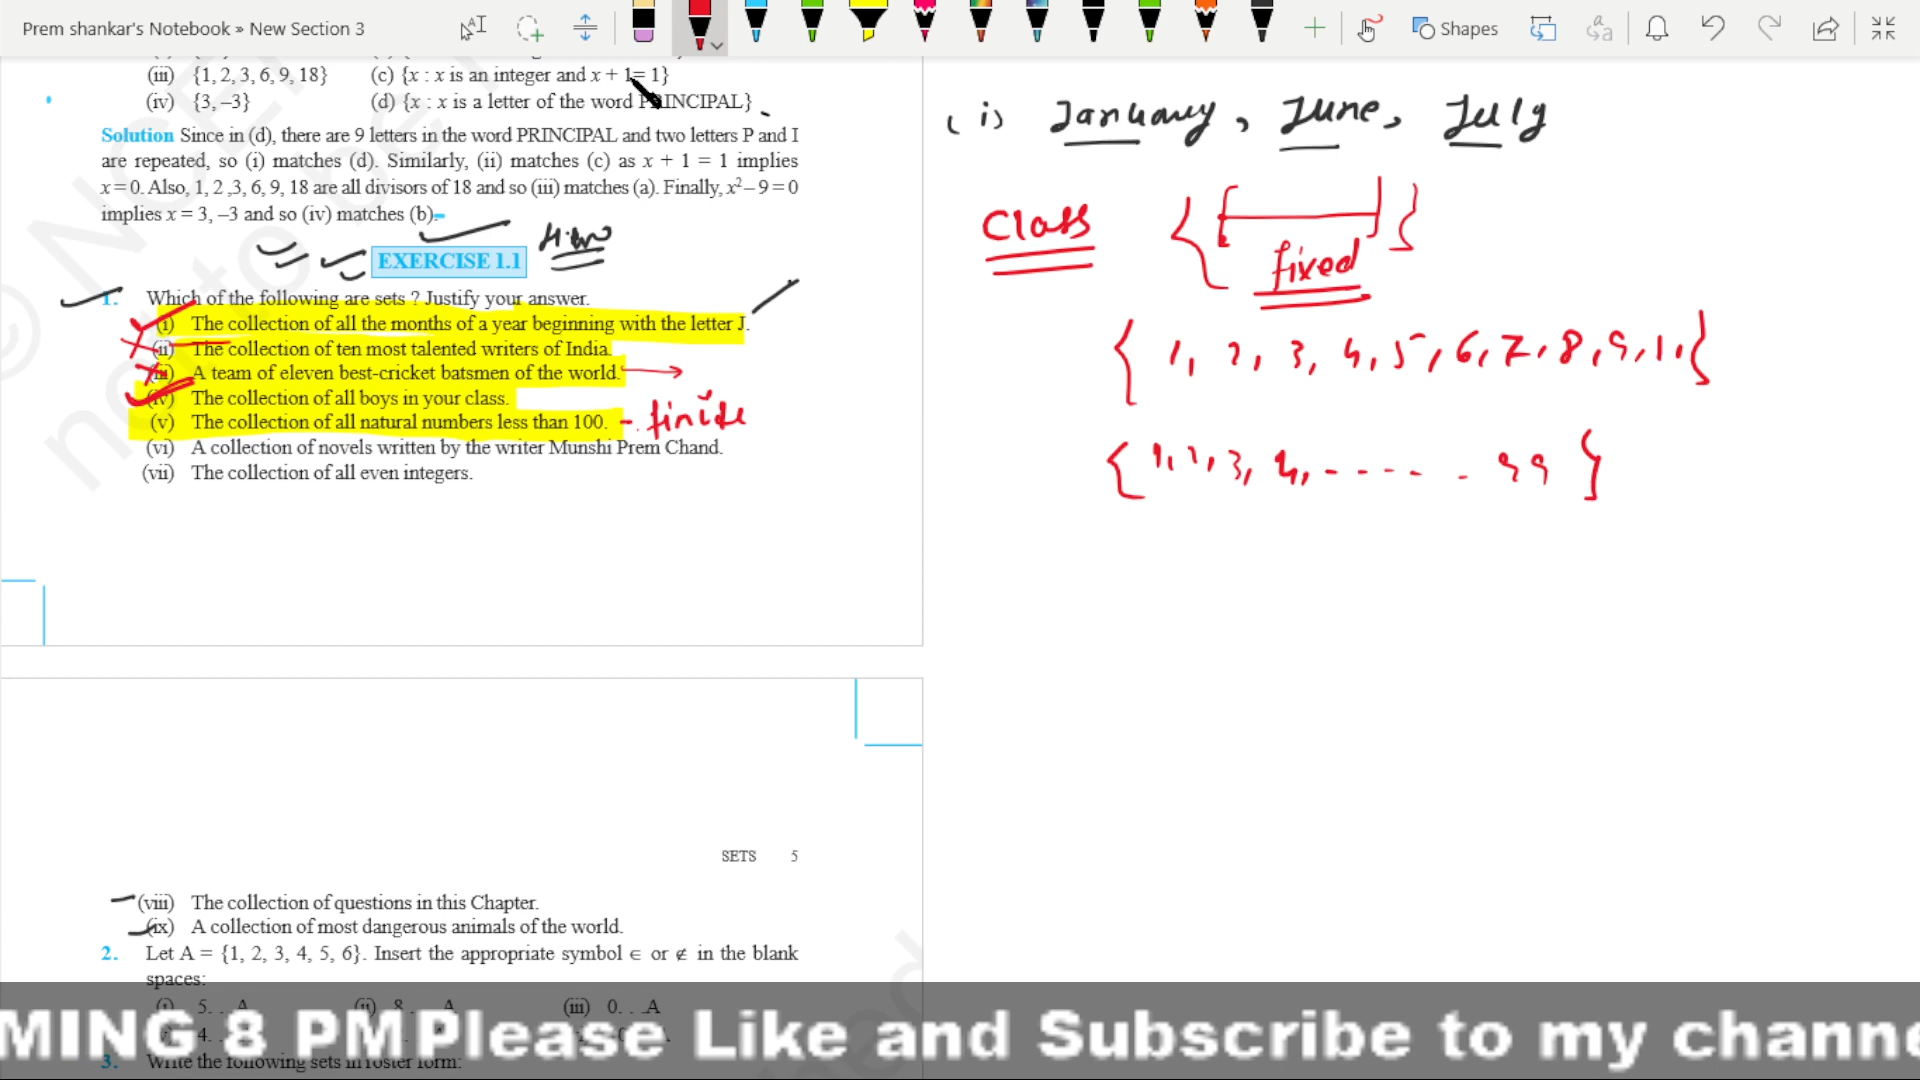 Prem shankar's Notebook » New Section 3
Shapes
(iii) {1, 2, 3, 6, 9, 18} (c) {x : x is an integer and x + 1= 1}
(iv) {3, –3} (d) {x : x is a letter of the word PRINCIPAL}
Solution Since in (d), there are 9 letters in the word PRINCIPAL and two letters P and I
are repeated, so (i) matches (d). Similarly, (ii) matches (c) as x + 1 = 1 implies
x = 0. Also, 1, 2 ,3, 6, 9, 18 are all divisors of 18 and so (iii) matches (a). Finally, x² – 9 = 0
implies x = 3, –3 and so (iv) matches (b).
EXERCISE 1.1
1. Which of the following are sets ? Justify your answer.
(i) The collection of all the months of a year beginning with the letter J.
(ii) The collection of ten most talented writers of India.
(iii) A team of eleven best-cricket batsmen of the world.
(iv) The collection of all boys in your class.
(v) The collection of all natural numbers less than 100. - finite
(vi) A collection of novels written by the writer Munshi Prem Chand.
(vii) The collection of all even integers.
SETS 5
(viii) The collection of questions in this Chapter.
(ix) A collection of most dangerous animals of the world.
2. Let A = {1, 2, 3, 4, 5, 6}. Insert the appropriate symbol ∈ or ∉ in the blank
spaces:
(i) 5. . .A (ii) 8 . . .A (iii) 0. . .A
4.
3. Write the following sets in roster form:
(i) January, June, July
Class { [ ] }
fixed
{ 1, 2, 3, 4, 5, 6, 7, 8, 9, 1, }
{ 1, 2, 3, 4, - - - - - 99 }
MING 8 PMPlease Like and Subscribe to my channe